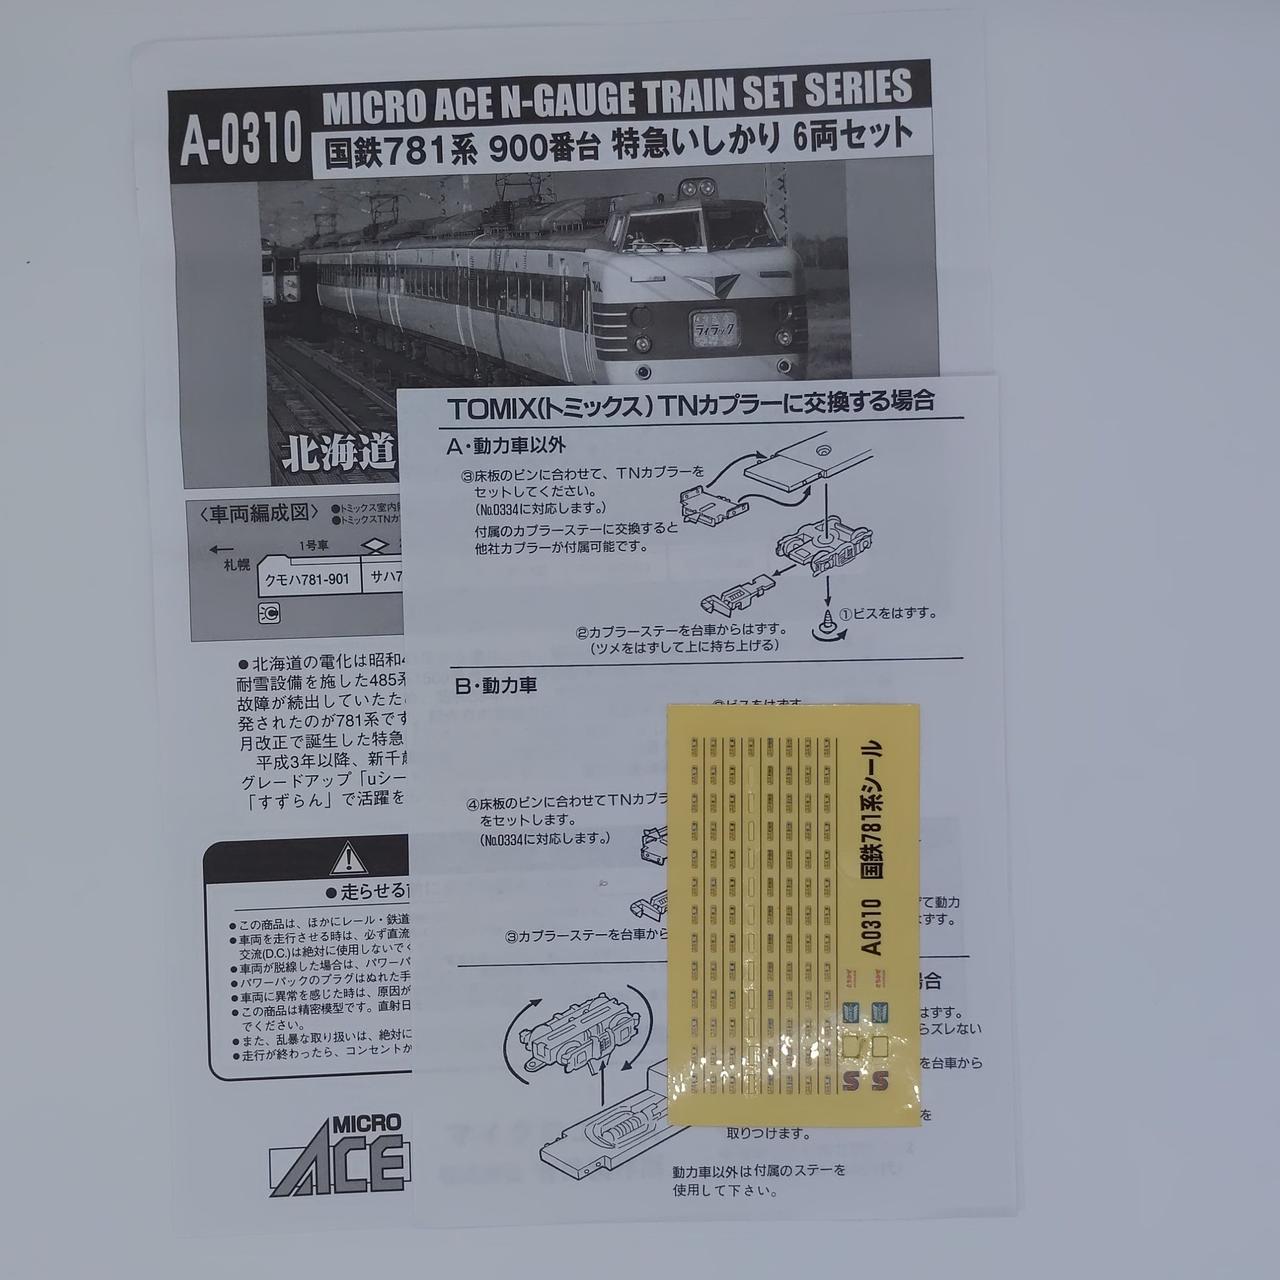 A-0310
MICRO ACE N-GAUGE TRAIN SET SERIES
国鉄781系 900番台 特急いしかり 6両セット
ライラック
北海道
〈車両編成図〉
●トミックス室内
●トミックスTNカ
札幌
1号車
クモハ781-901
サハ7
●北海道の電化は昭和4
耐雪設備を施した485系
故障が続出していたた
発されたのが781系です
月改正で誕生した特急
平成3年以降、新千歳
グレードアップ「uシー
「すずらん」で活躍を
●走らせる前に
●この商品は、ほかにレール・鉄道
●車両を走行させる時は、必ず直流
交流(D.C.)は絶対に使用しないでく
●車両が脱線した場合は、パワーパ
●パワーパックのプラグはぬれた手
●車両に異常を感じた時は、原因が
●この商品は精密模型です。直射日
でください。
●また、乱暴な取り扱いは、絶対に
●走行が終わったら、コンセントか
MICRO
ACE
TOMIX(トミックス)TNカプラーに交換する場合
A・動力車以外
③床板のピンに合わせて、TNカプラーを
セットしてください。
(No.0334に対応します。)
付属のカプラーステーに交換すると
他社カプラーが付属可能です。
①ビスをはずす。
②カプラーステーを台車からはずす。
(ツメをはずして上に持ち上げる)
B・動力車
④床板のピンに合わせてTNカプラ
をセットします。
(No.0334に対応します。)
③カプラーステーを台車から
て動力
はずす。
場合
はずす。
らズレない
を台車から
を
取りつけます。
動力車以外は付属のステーを
使用して下さい。
A0310 国鉄781系シール
S
S